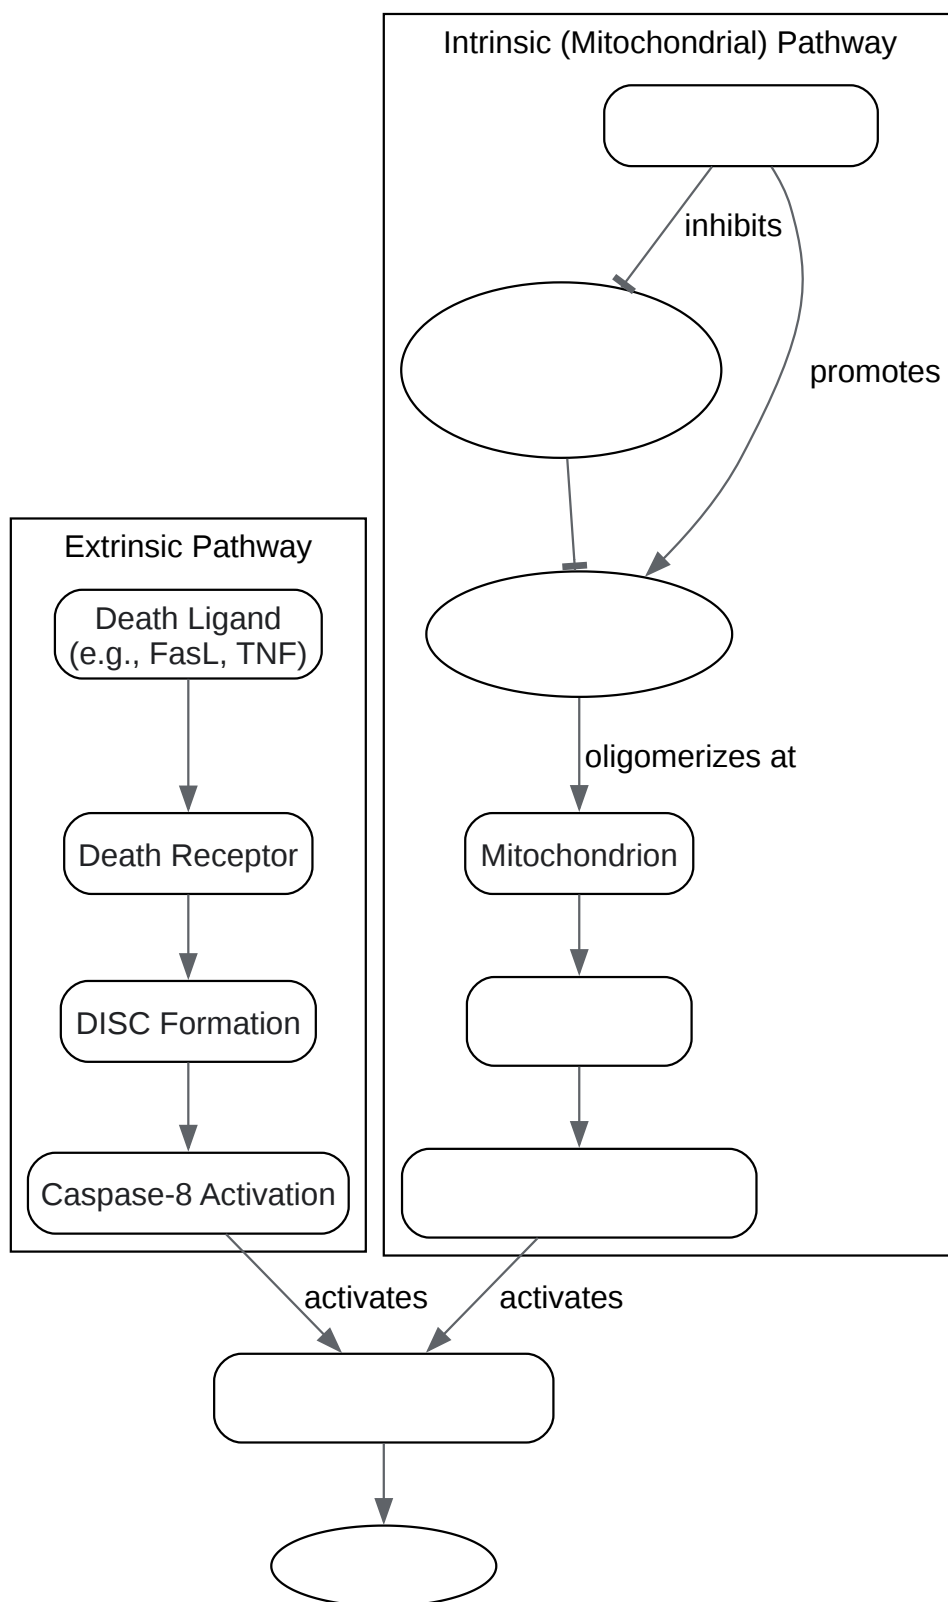 Intrinsic (Mitochondrial) Pathway
inhibits
promotes
Extrinsic Pathway
Death Ligand
(e.g., FasL, TNF)
oligomerizes at
Death Receptor
Mitochondrion
DISC Formation
Caspase-8 Activation
activates
activates